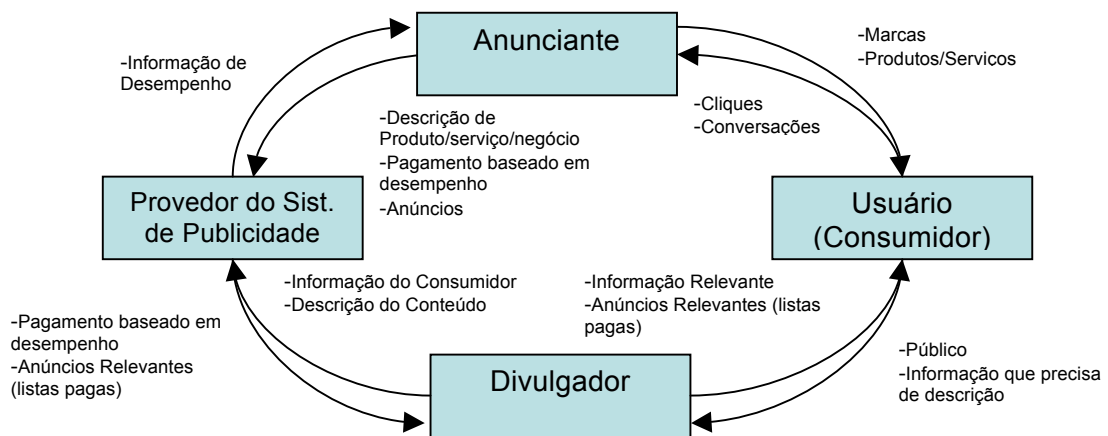 Anunciante
-Marcas
-Produtos/Servicos
-Informação de
Desempenho
-Cliques
-Conversações
-Descrição de
Produto/serviço/negócio
-Pagamento baseado em
desempenho
-Anúncios
Provedor do Sist.
de Publicidade
Usuário
(Consumidor)
-Informação do Consumidor
-Descrição do Conteúdo
-Informação Relevante
-Anúncios Relevantes (listas
pagas)
-Pagamento baseado em
desempenho
-Anúncios Relevantes
(listas pagas)
-Público
-Informação que precisa
de descrição
Divulgador